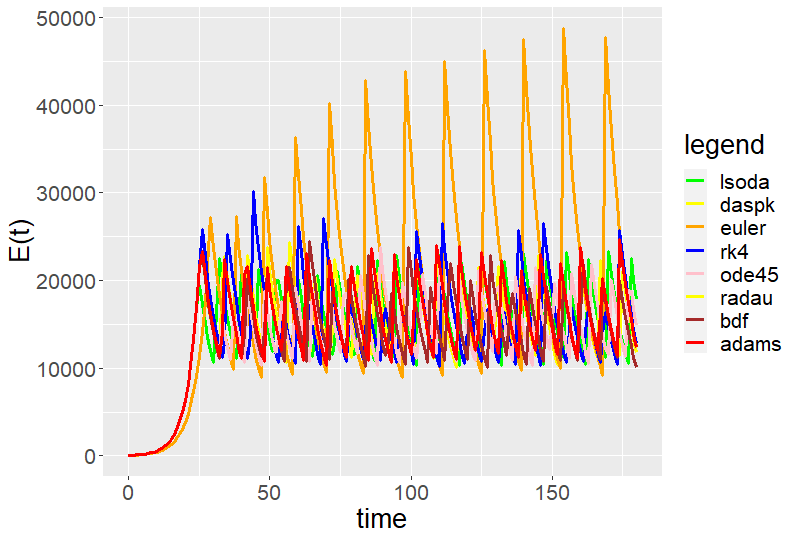 50000
40000
30000
20000
10000
0
E(t)
0
50
100
150
time
legend
lsoda
daspk
euler
rk4
ode45
radau
bdf
adams